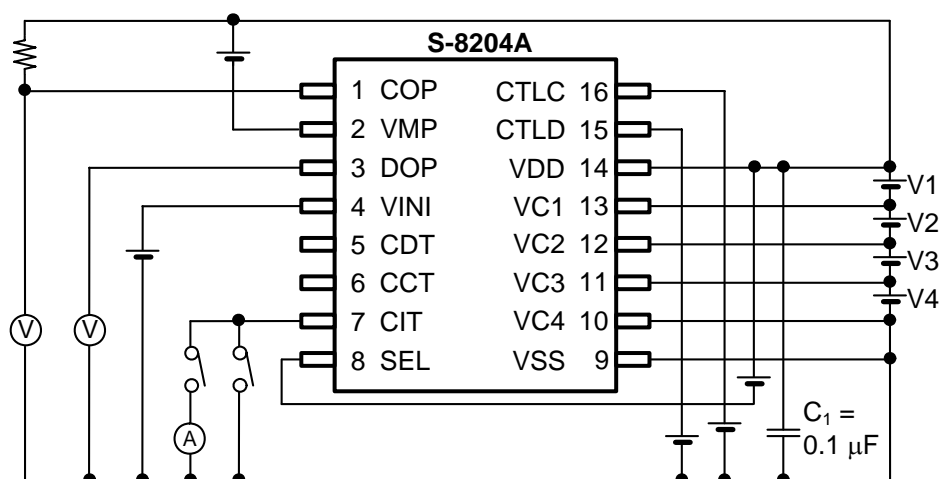 S-8204A
1 COP
2 VMP
3 DOP
4 VINI
5 CDT
6 CCT
7 CIT
8 SEL
CTLC 16
CTLD 15
VDD 14
VC1 13
VC2 12
VC3 11
VC4 10
VSS 9
V1
V2
V3
V4
V
V
A
C₁ =
0.1 μF